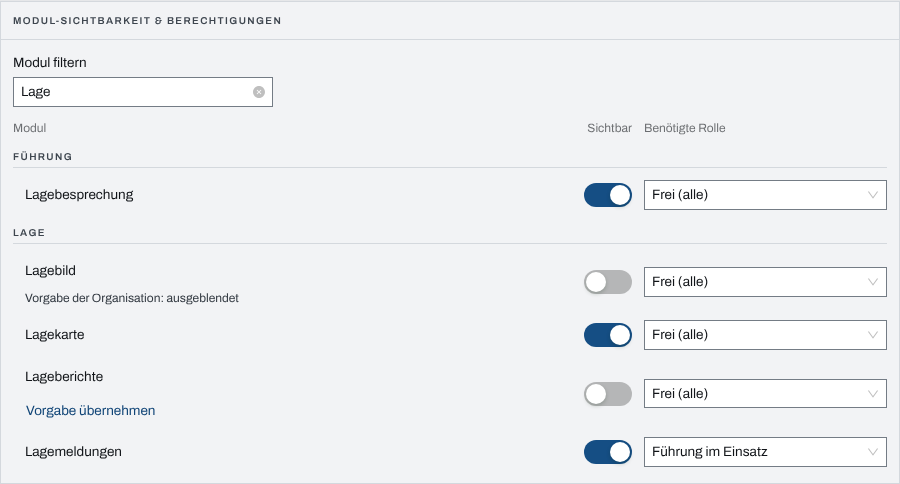 MODUL-SICHTBARKEIT & BERECHTIGUNGEN
Modul filtern
Lage
Modul Sichtbar Benötigte Rolle
FÜHRUNG
Lagebesprechung Frei (alle)
LAGE
Lagebild Frei (alle)
Vorgabe der Organisation: ausgeblendet
Lagekarte Frei (alle)
Lageberichte Frei (alle)
Vorgabe übernehmen
Lagemeldungen Führung im Einsatz